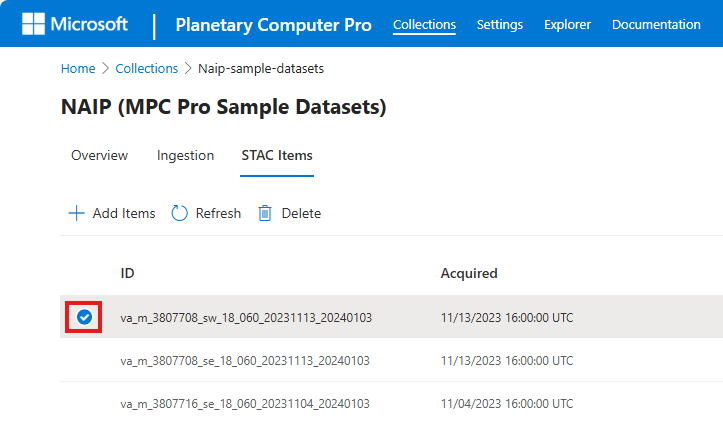 Microsoft Planetary Computer Pro Collections Settings Explorer Documentation
Home Collections Naip-sample-datasets
NAIP (MPC Pro Sample Datasets)
Overview Ingestion STAC Items
Add Items Refresh Delete
ID Acquired
va_m_3807708_sw_18_060_20231113_20240103 11/13/2023 16:00:00 UTC
va_m_3807708_se_18_060_20231113_20240103 11/13/2023 16:00:00 UTC
va_m_3807716_se_18_060_20231104_20240103 11/04/2023 16:00:00 UTC